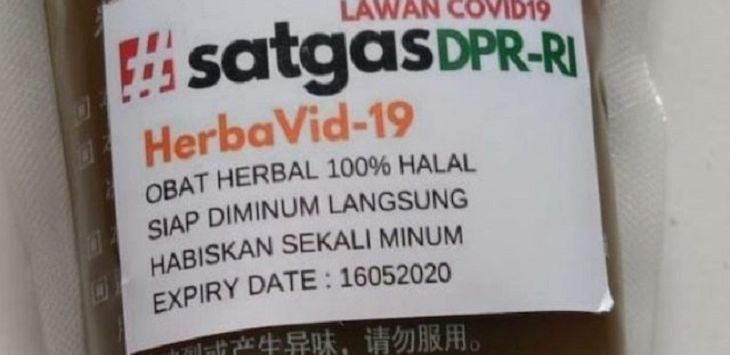 LAWAN COVID19
#satgasDPR-RI
HerbaVid-19
OBAT HERBAL 100% HALAL
SIAP DIMINUM LANGSUNG
HABISKAN SEKALI MINUM
EXPIRY DATE : 16052020
或产生异味，请勿服用。